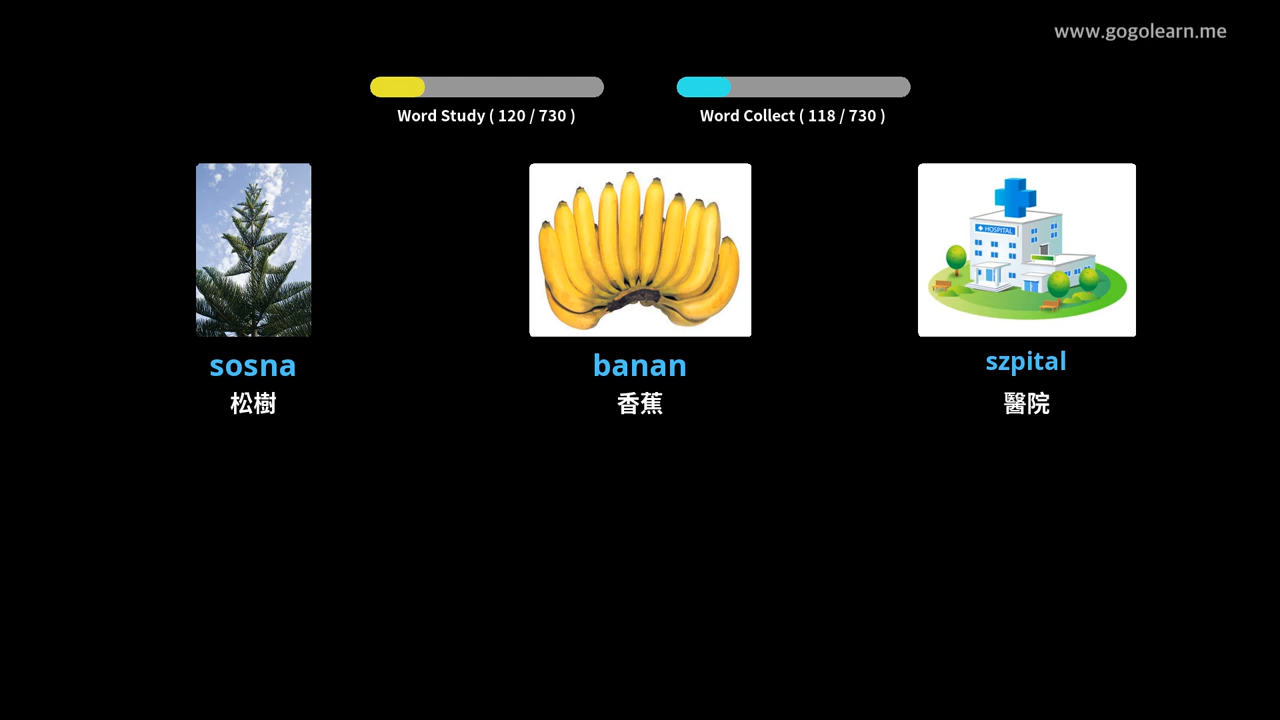 www.gogolearn.me
Word Study ( 120 / 730 )
Word Collect ( 118 / 730 )
HOSPITAL
sosna
banan
szpital
松樹
香蕉
醫院